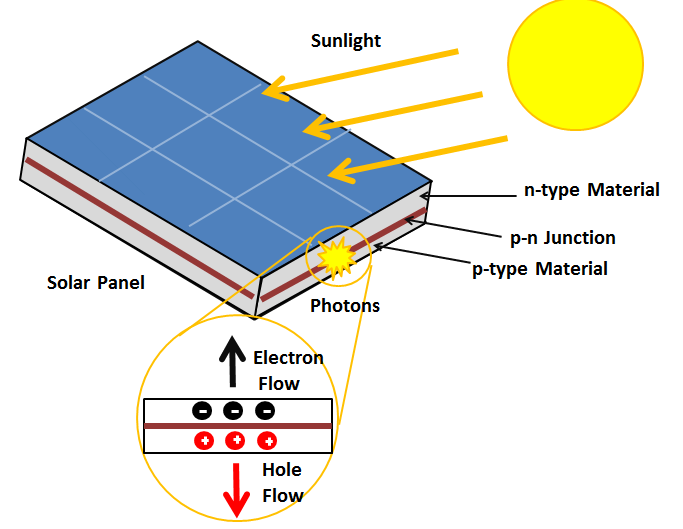 Sunlight
n-type Material
p-n Junction
p-type Material
Solar Panel
Photons
Electron
Flow
- - -
+ + +
Hole
Flow